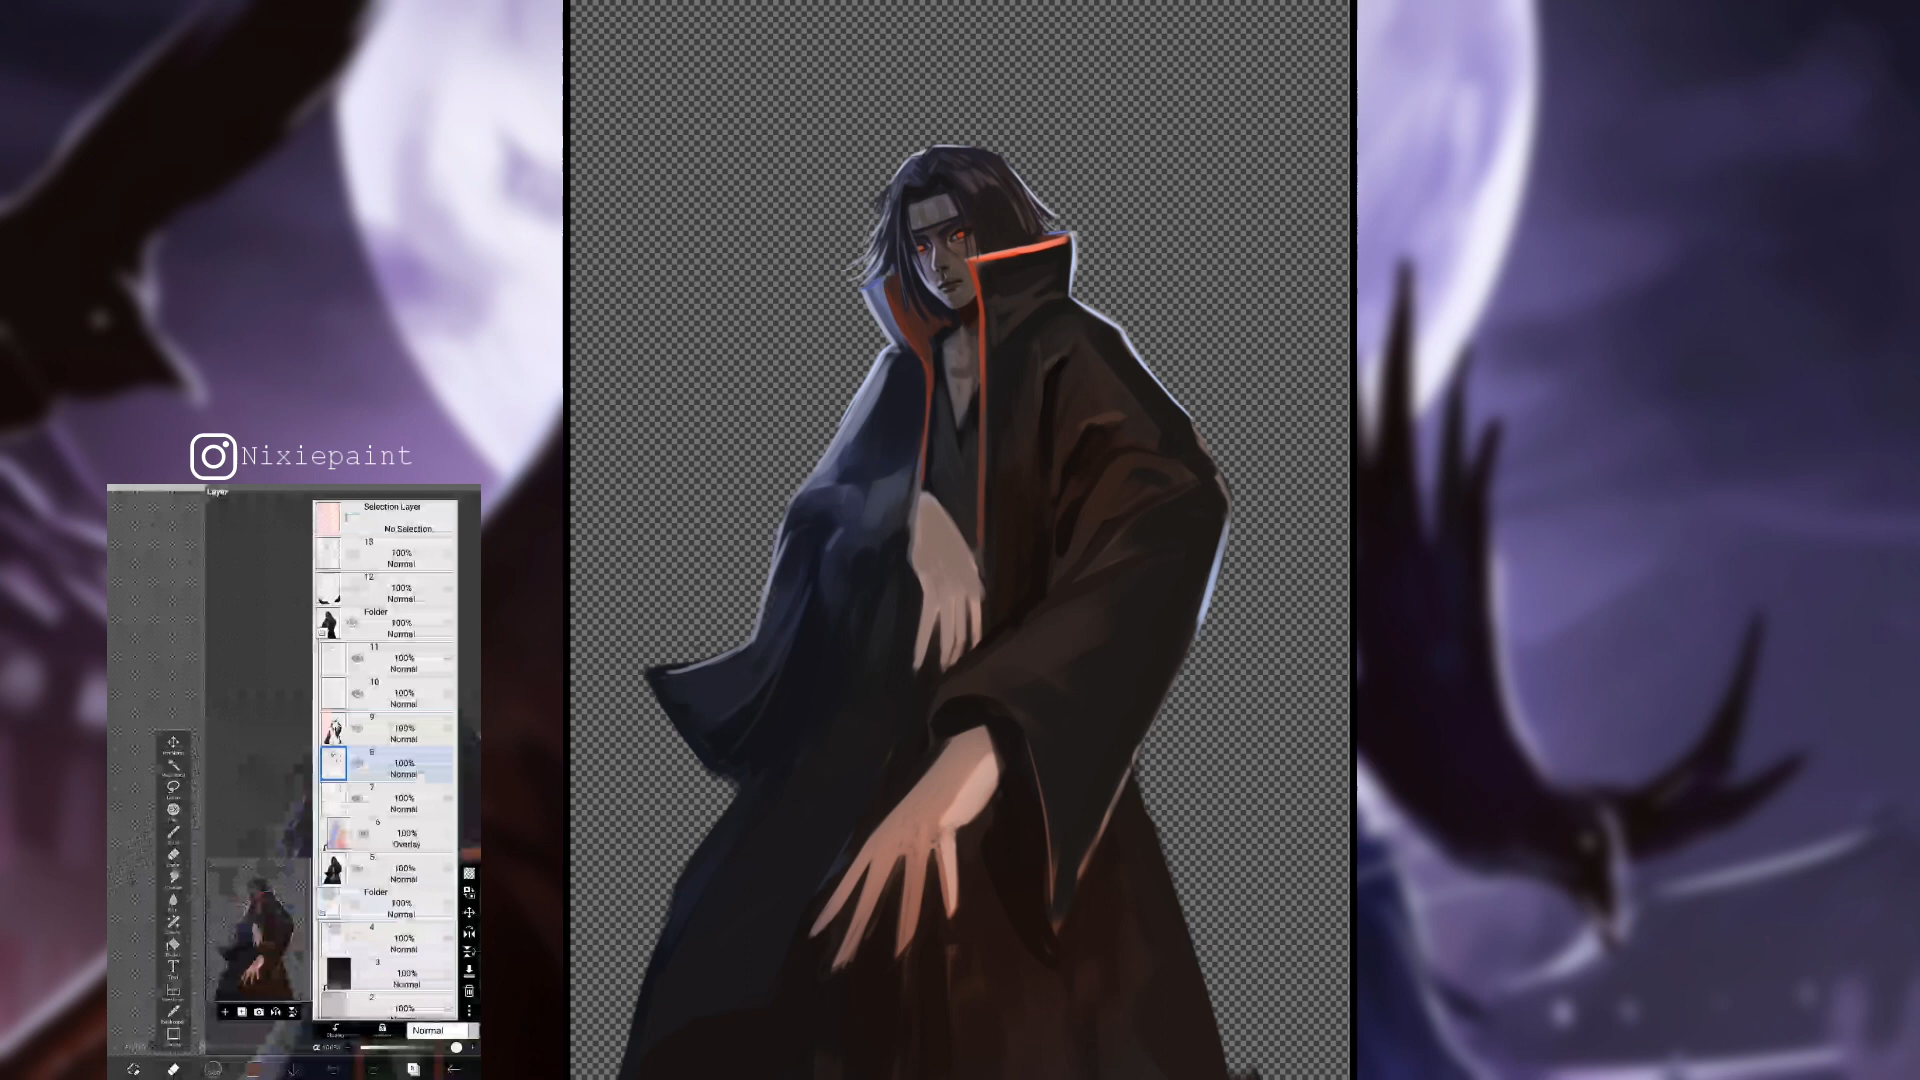 Nixiepaint
Layer
Selection Layer
No Selection
13
100%
Normal
12
100%
Normal
Folder
100%
Normal
11
100%
Normal
10
100%
Normal
9
100%
Normal
8
100%
Normal
7
100%
Normal
6
100%
Overlay
5
100%
Normal
Folder
100%
Normal
4
100%
Normal
3
100%
Normal
2
100%
Normal